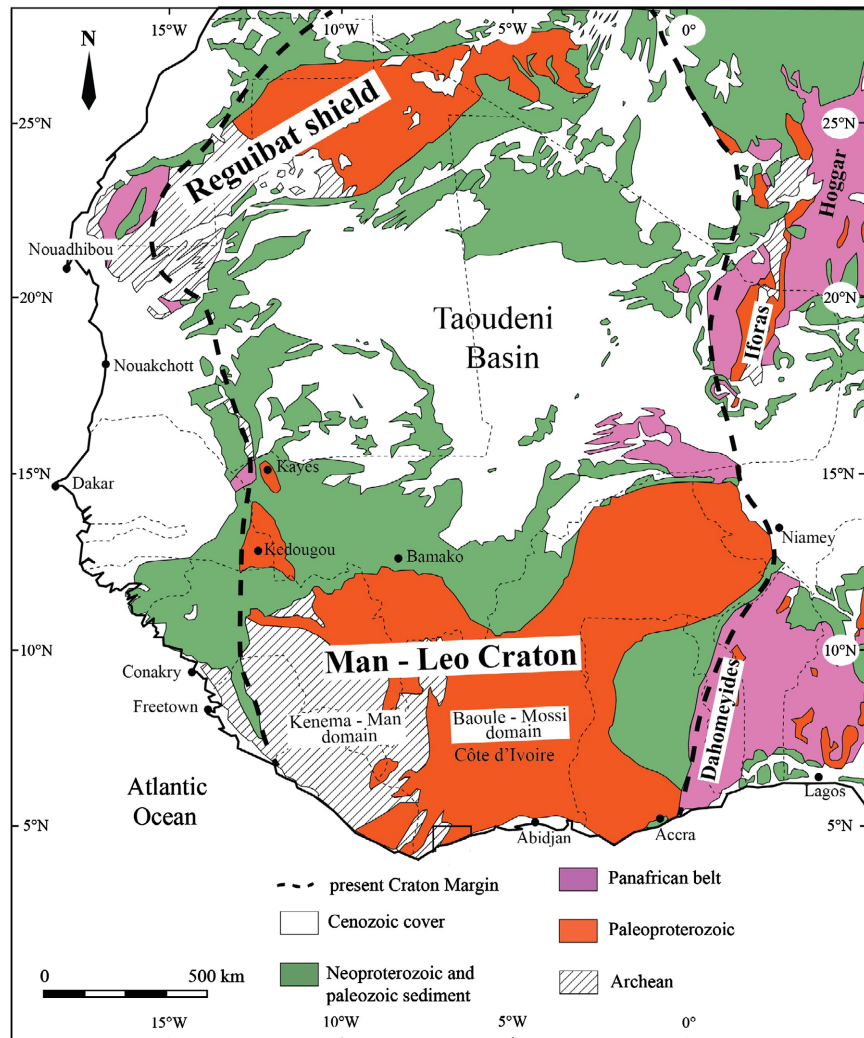 15°W 10°W 5°W 0°
N
25°N 25°N
Reguibat shield
Hoggar
Nouadhibou
20°N 20°N
Taoudeni
Basin
Iforas
Nouakchott
15°N 15°N
Kayes
Dakar
Niamey
Kedougou
Bamako
10°N 10°N
Man - Leo Craton
Conakry
Dahomeyides
Freetown
Kenema - Man
domain
Baoule - Mossi
domain
Côte d'Ivoire
Atlantic
Ocean
Lagos
5°N 5°N
Abidjan
Accra
present Craton Margin
Panafrican belt
Cenozoic cover
Paleoproterozoic
Neoproterozoic and
paleozoic sediment
Archean
0 500 km
15°W 10°W 5°W 0°